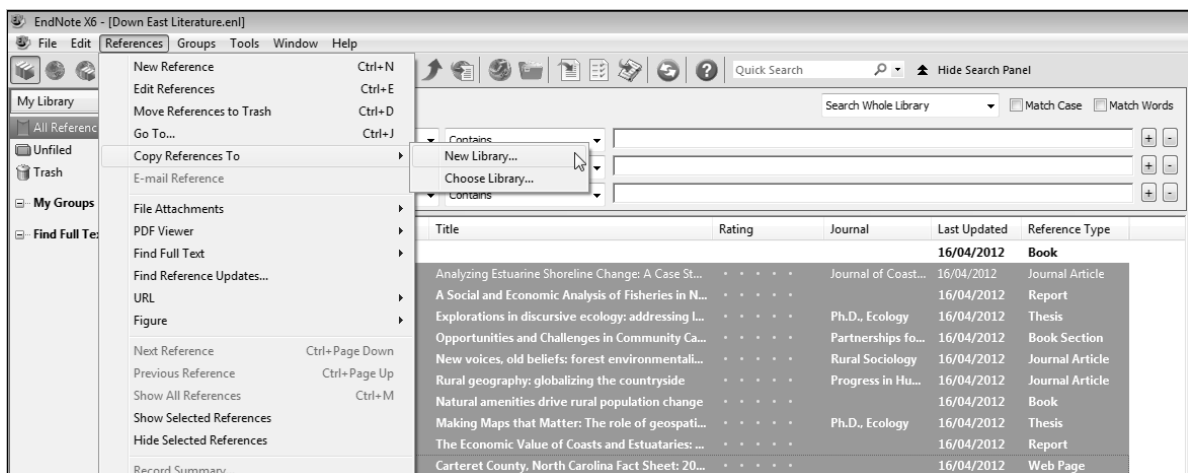 EndNote X6 - [Down East Literature.enl]
File Edit References Groups Tools Window Help
Quick Search Hide Search Panel
My Library Search Whole Library Match Case Match Words
All Referenc
Unfiled
Trash
My Groups
Find Full Te
New Reference Ctrl+N
Edit References Ctrl+E
Move References to Trash Ctrl+D
Go To... Ctrl+J
Copy References To
E-mail Reference
File Attachments
PDF Viewer
Find Full Text
Find Reference Updates...
URL
Figure
Next Reference Ctrl+Page Down
Previous Reference Ctrl+Page Up
Show All References Ctrl+M
Show Selected References
Hide Selected References
Record Summary
Contains
New Library...
Choose Library...
Contains
Title Rating Journal Last Updated Reference Type
16/04/2012 Book
Analyzing Estuarine Shoreline Change: A Case St... Journal of Coast... 16/04/2012 Journal Article
A Social and Economic Analysis of Fisheries in N... 16/04/2012 Report
Explorations in discursive ecology: addressing l... Ph.D., Ecology 16/04/2012 Thesis
Opportunities and Challenges in Community Ca... Partnerships fo... 16/04/2012 Book Section
New voices, old beliefs: forest environmentali... Rural Sociology 16/04/2012 Journal Article
Rural geography: globalizing the countryside Progress in Hu... 16/04/2012 Journal Article
Natural amenities drive rural population change 16/04/2012 Book
Making Maps that Matter: The role of geospati... Ph.D., Ecology 16/04/2012 Thesis
The Economic Value of Coasts and Estuataries: ... 16/04/2012 Report
Carteret County, North Carolina Fact Sheet: 20... 16/04/2012 Web Page